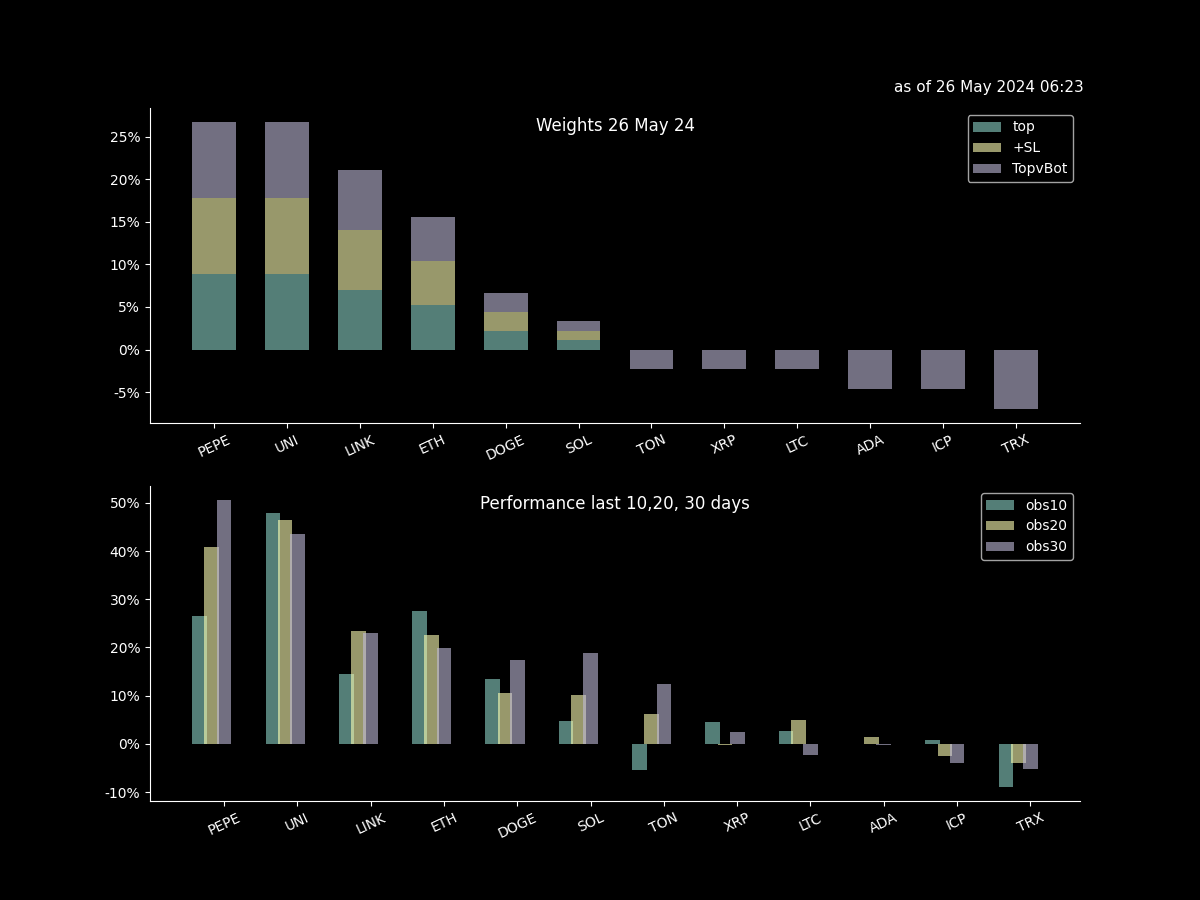 as of 26 May 2024 06:23
Weights 26 May 24
top
+SL
TopvBot
25%
20%
15%
10%
5%
0%
-5%
PEPE UNI LINK ETH DOGE SOL TON XRP LTC ADA ICP TRX
Performance last 10,20, 30 days
obs10
obs20
obs30
50%
40%
30%
20%
10%
0%
-10%
PEPE UNI LINK ETH DOGE SOL TON XRP LTC ADA ICP TRX